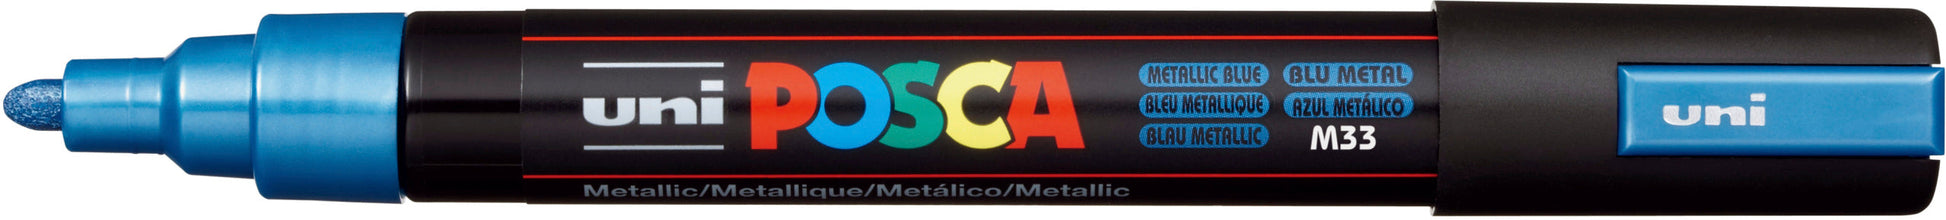 uni POSCA
METALLIC BLUE
BLEU METALLIQUE
BLAU METALLIC
BLU METAL
AZUL METÁLICO
M33
uni
Metallic/Metallique/Metálico/Metallic